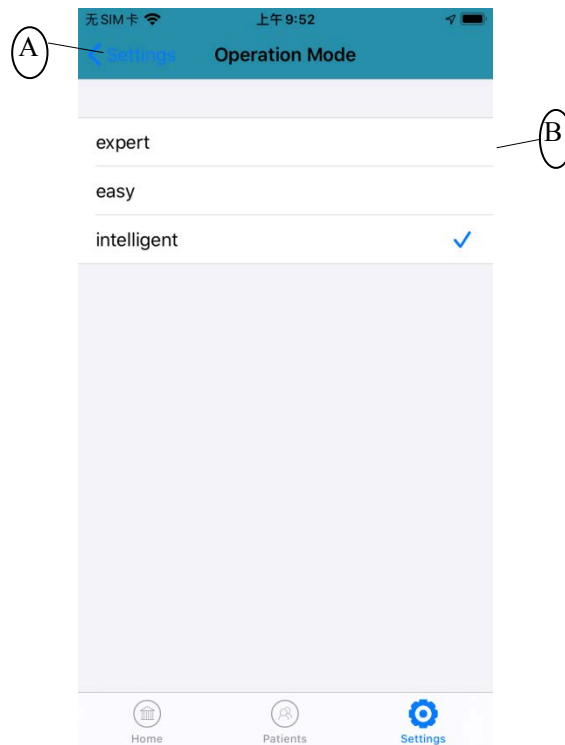 无SIM卡 上午9:52
A
Settings Operation Mode
expert
B
easy
intelligent
Home Patients Settings